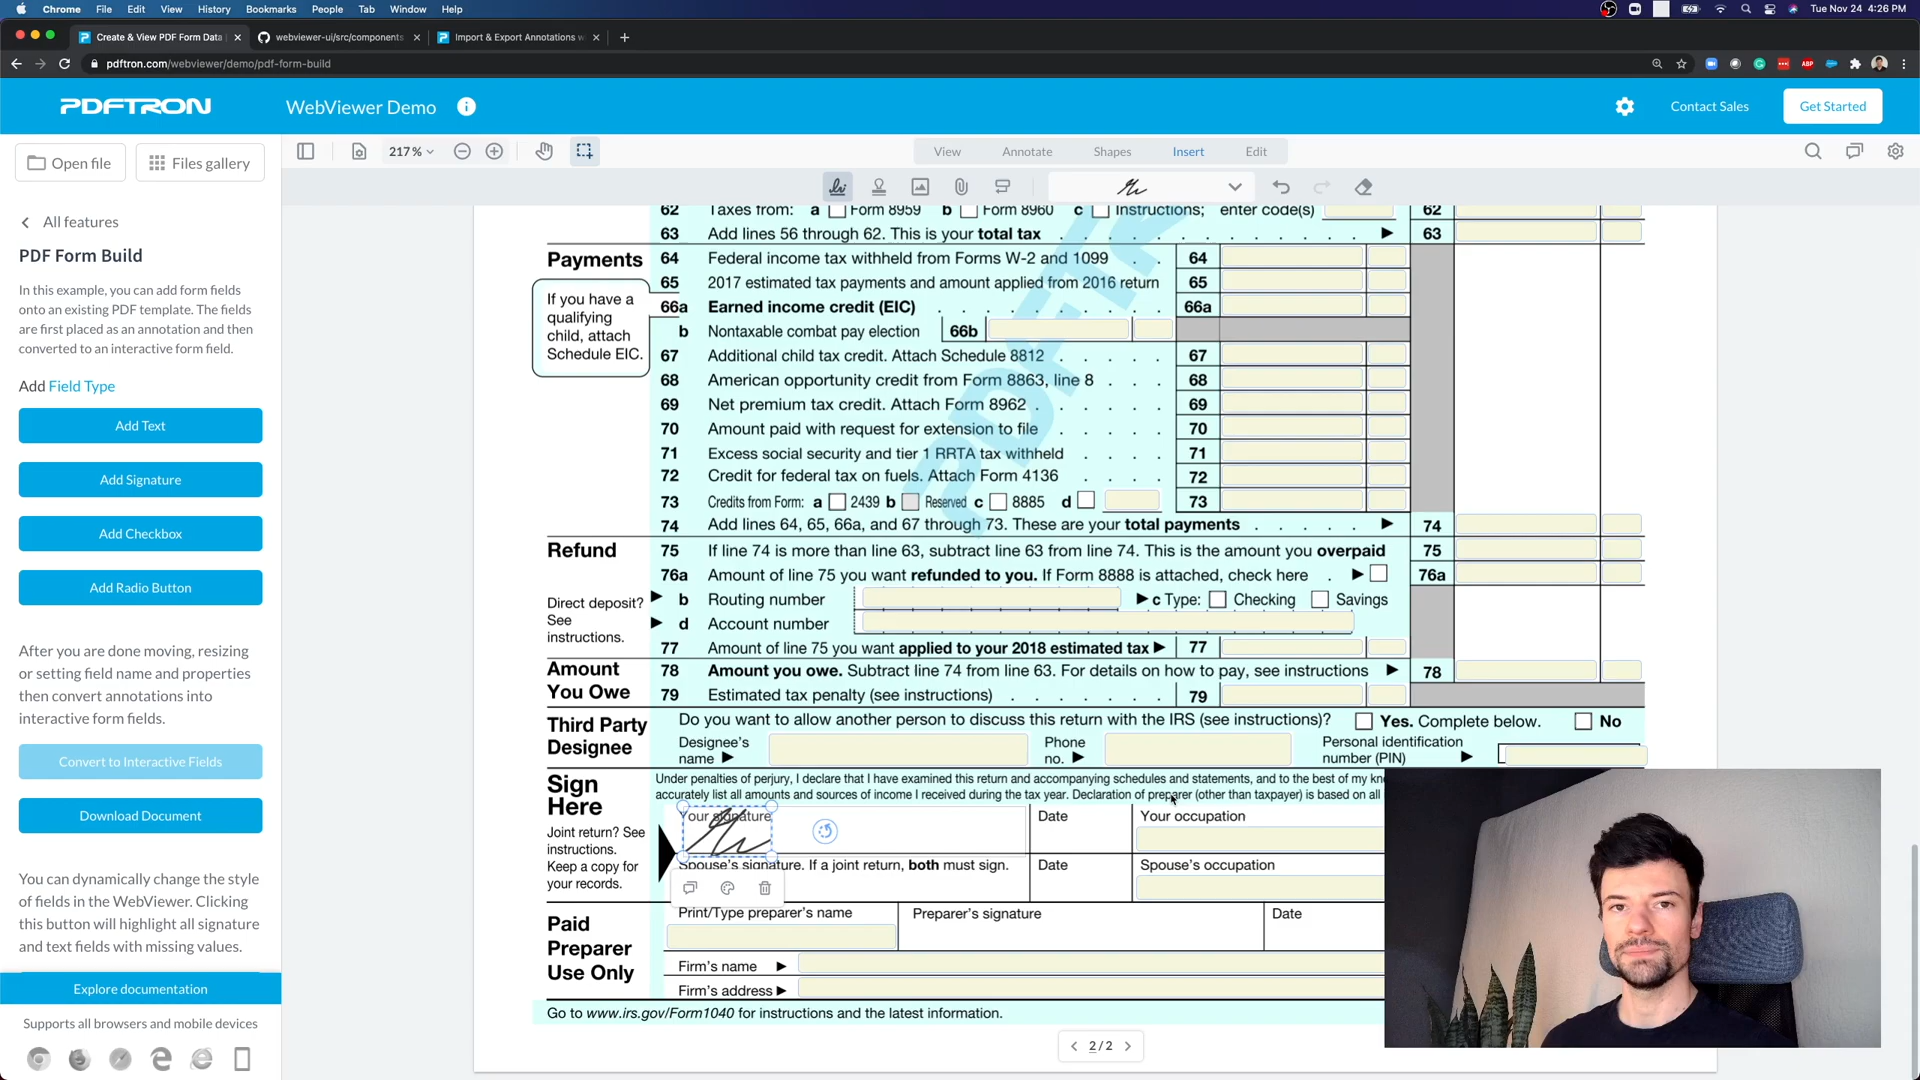 Chrome File Edit View History Bookmarks People Tab Window Help
Tue Nov 24 4:26 PM
Create & View PDF Form Data
webviewer-ui/src/components
Import & Export Annotations w
pdftron.com/webviewer/demo/pdf-form-build
ABP
PDFTRON
WebViewer Demo
Contact Sales
Get Started
Open file
Files gallery
217%
View
Annotate
Shapes
Insert
Edit
All features
PDF Form Build
In this example, you can add form fields
onto an existing PDF template. The fields
are first placed as an annotation and then
converted to an interactive form field.
Add Field Type
Add Text
Add Signature
Add Checkbox
Add Radio Button
After you are done moving, resizing
or setting field name and properties
then convert annotations into
interactive form fields.
Convert to Interactive Fields
Download Document
You can dynamically change the style
of fields in the WebViewer. Clicking
this button will highlight all signature
and text fields with missing values.
Explore documentation
Supports all browsers and mobile devices
62 Taxes from: a Form 8959 b Form 8960 c Instructions; enter code(s) 62
63 Add lines 56 through 62. This is your total tax . . . . . . . . . . . . ▶ 63
Payments 64 Federal income tax withheld from Forms W-2 and 1099 . . 64
65 2017 estimated tax payments and amount applied from 2016 return 65
If you have a
qualifying
child, attach
Schedule EIC.
66a Earned income credit (EIC) . . . . . . . . . . 66a
b Nontaxable combat pay election 66b
67 Additional child tax credit. Attach Schedule 8812 . . . . . 67
68 American opportunity credit from Form 8863, line 8 . . . 68
69 Net premium tax credit. Attach Form 8962 . . . . . . 69
70 Amount paid with request for extension to file . . . . . 70
71 Excess social security and tier 1 RRTA tax withheld . . . . 71
72 Credit for federal tax on fuels. Attach Form 4136 . . . . 72
73 Credits from Form: a 2439 b Reserved c 8885 d 73
74 Add lines 64, 65, 66a, and 67 through 73. These are your total payments . . . . . ▶ 74
Refund 75 If line 74 is more than line 63, subtract line 63 from line 74. This is the amount you overpaid 75
76a Amount of line 75 you want refunded to you. If Form 8888 is attached, check here . ▶ 76a
Direct deposit?
See
instructions.
▶ b Routing number ▶ c Type: Checking Savings
▶ d Account number
77 Amount of line 75 you want applied to your 2018 estimated tax ▶ 77
Amount
You Owe
78 Amount you owe. Subtract line 74 from line 63. For details on how to pay, see instructions ▶ 78
79 Estimated tax penalty (see instructions) . . . . . . . 79
Third Party
Designee
Do you want to allow another person to discuss this return with the IRS (see instructions)? Yes. Complete below. No
Designee's
name ▶
Phone
no. ▶
Personal identification
number (PIN) ▶
Sign
Here
Under penalties of perjury, I declare that I have examined this return and accompanying schedules and statements, and to the best of my
accurately list all amounts and sources of income I received during the tax year. Declaration of preparer (other than taxpayer) is based on all
Joint return? See
instructions.
Keep a copy for
your records.
Your signature Date Your occupation
Spouse's signature. If a joint return, both must sign. Date Spouse's occupation
Paid
Preparer
Use Only
Print/Type preparer's name Preparer's signature Date
Firm's name ▶
Firm's address ▶
Go to www.irs.gov/Form1040 for instructions and the latest information.
2 / 2